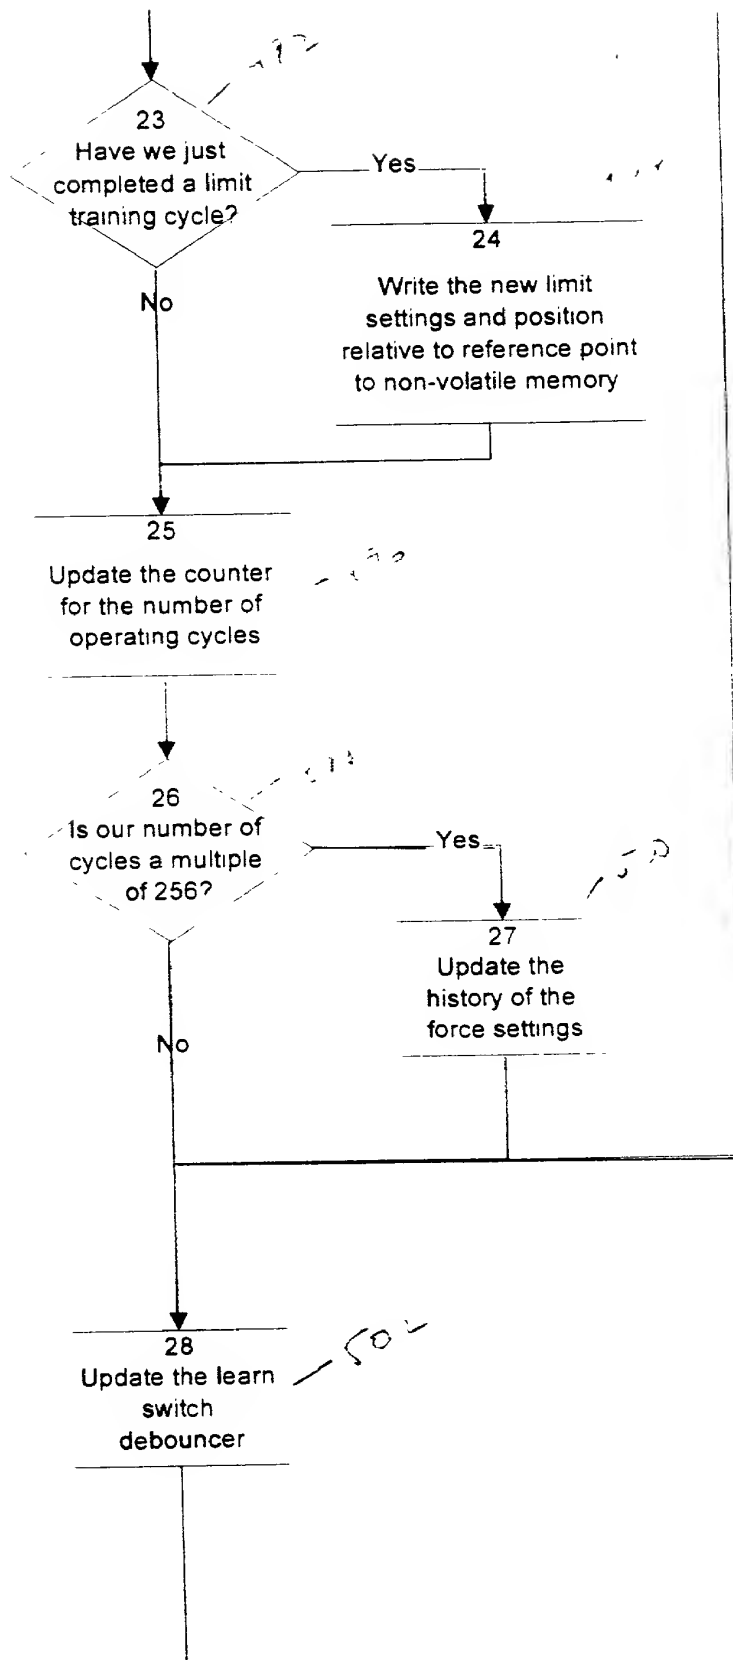 23
Have we just
completed a limit
training cycle?
Yes
No
24
Write the new limit
settings and position
relative to reference point
to non-volatile memory
25
Update the counter
for the number of
operating cycles
26
Is our number of
cycles a multiple
of 256?
Yes
No
27
Update the
history of the
force settings
28
Update the learn
switch
debouncer
502